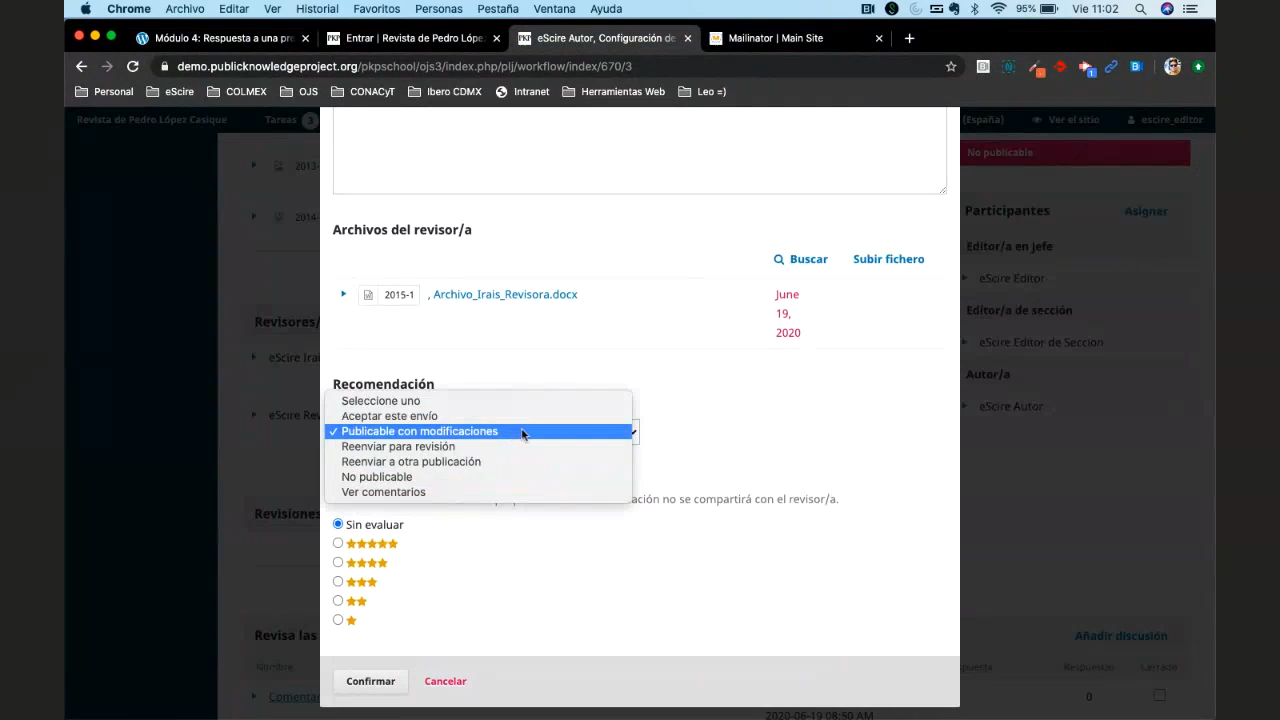 Chrome Archivo Editar Ver Historial Favoritos Personas Pestaña Ventana Ayuda 95% Vie 11:02
Módulo 4: Respuesta a una pre × Entrar | Revista de Pedro Lópe × eScire Autor, Configuración de × Mailinator | Main Site × +
demo.publicknowledgeproject.org/pkpschool/ojs3/index.php/plj/workflow/index/670/3
Personal eScire COLMEX OJS CONACyT Ibero CDMX Intranet Herramientas Web Leo =)
Revista de Pedro López Casique Tareas 3 (España) Ver el sitio escire_editor
2013- No publicable
2014- Participantes Asignar
Archivos del revisor/a
Editor/a en jefe
Buscar Subir fichero
eScire Editor
2015-1 , Archivo_Irais_Revisora.docx June
19,
2020
Editor/a de sección
Revisores/
eScire Editor de Seccion
eScire Irai
Autor/a
Recomendación
eScire Autor
Seleccione uno
Aceptar este envío
eScire Rev
✓ Publicable con modificaciones
Reenviar para revisión
Reenviar a otra publicación
No publicable
Ver comentarios
ación no se compartirá con el revisor/a.
Revisiones
Sin evaluar
Revisa las Añadir discusión
Nombre Respuestas Cerrado
Confirmar Cancelar
Comentar 0
2020-06-19 08:50 AM